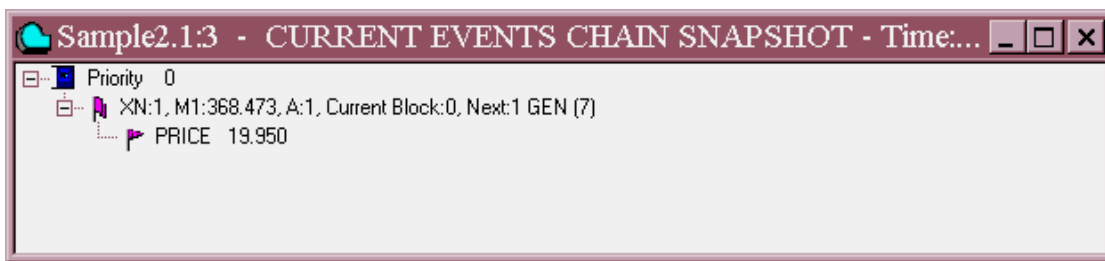 Sample2.1:3 - CURRENT EVENTS CHAIN SNAPSHOT - Time:...
Priority 0
XN:1, M1:368.473, A:1, Current Block:0, Next:1 GEN (7)
PRICE 19.950